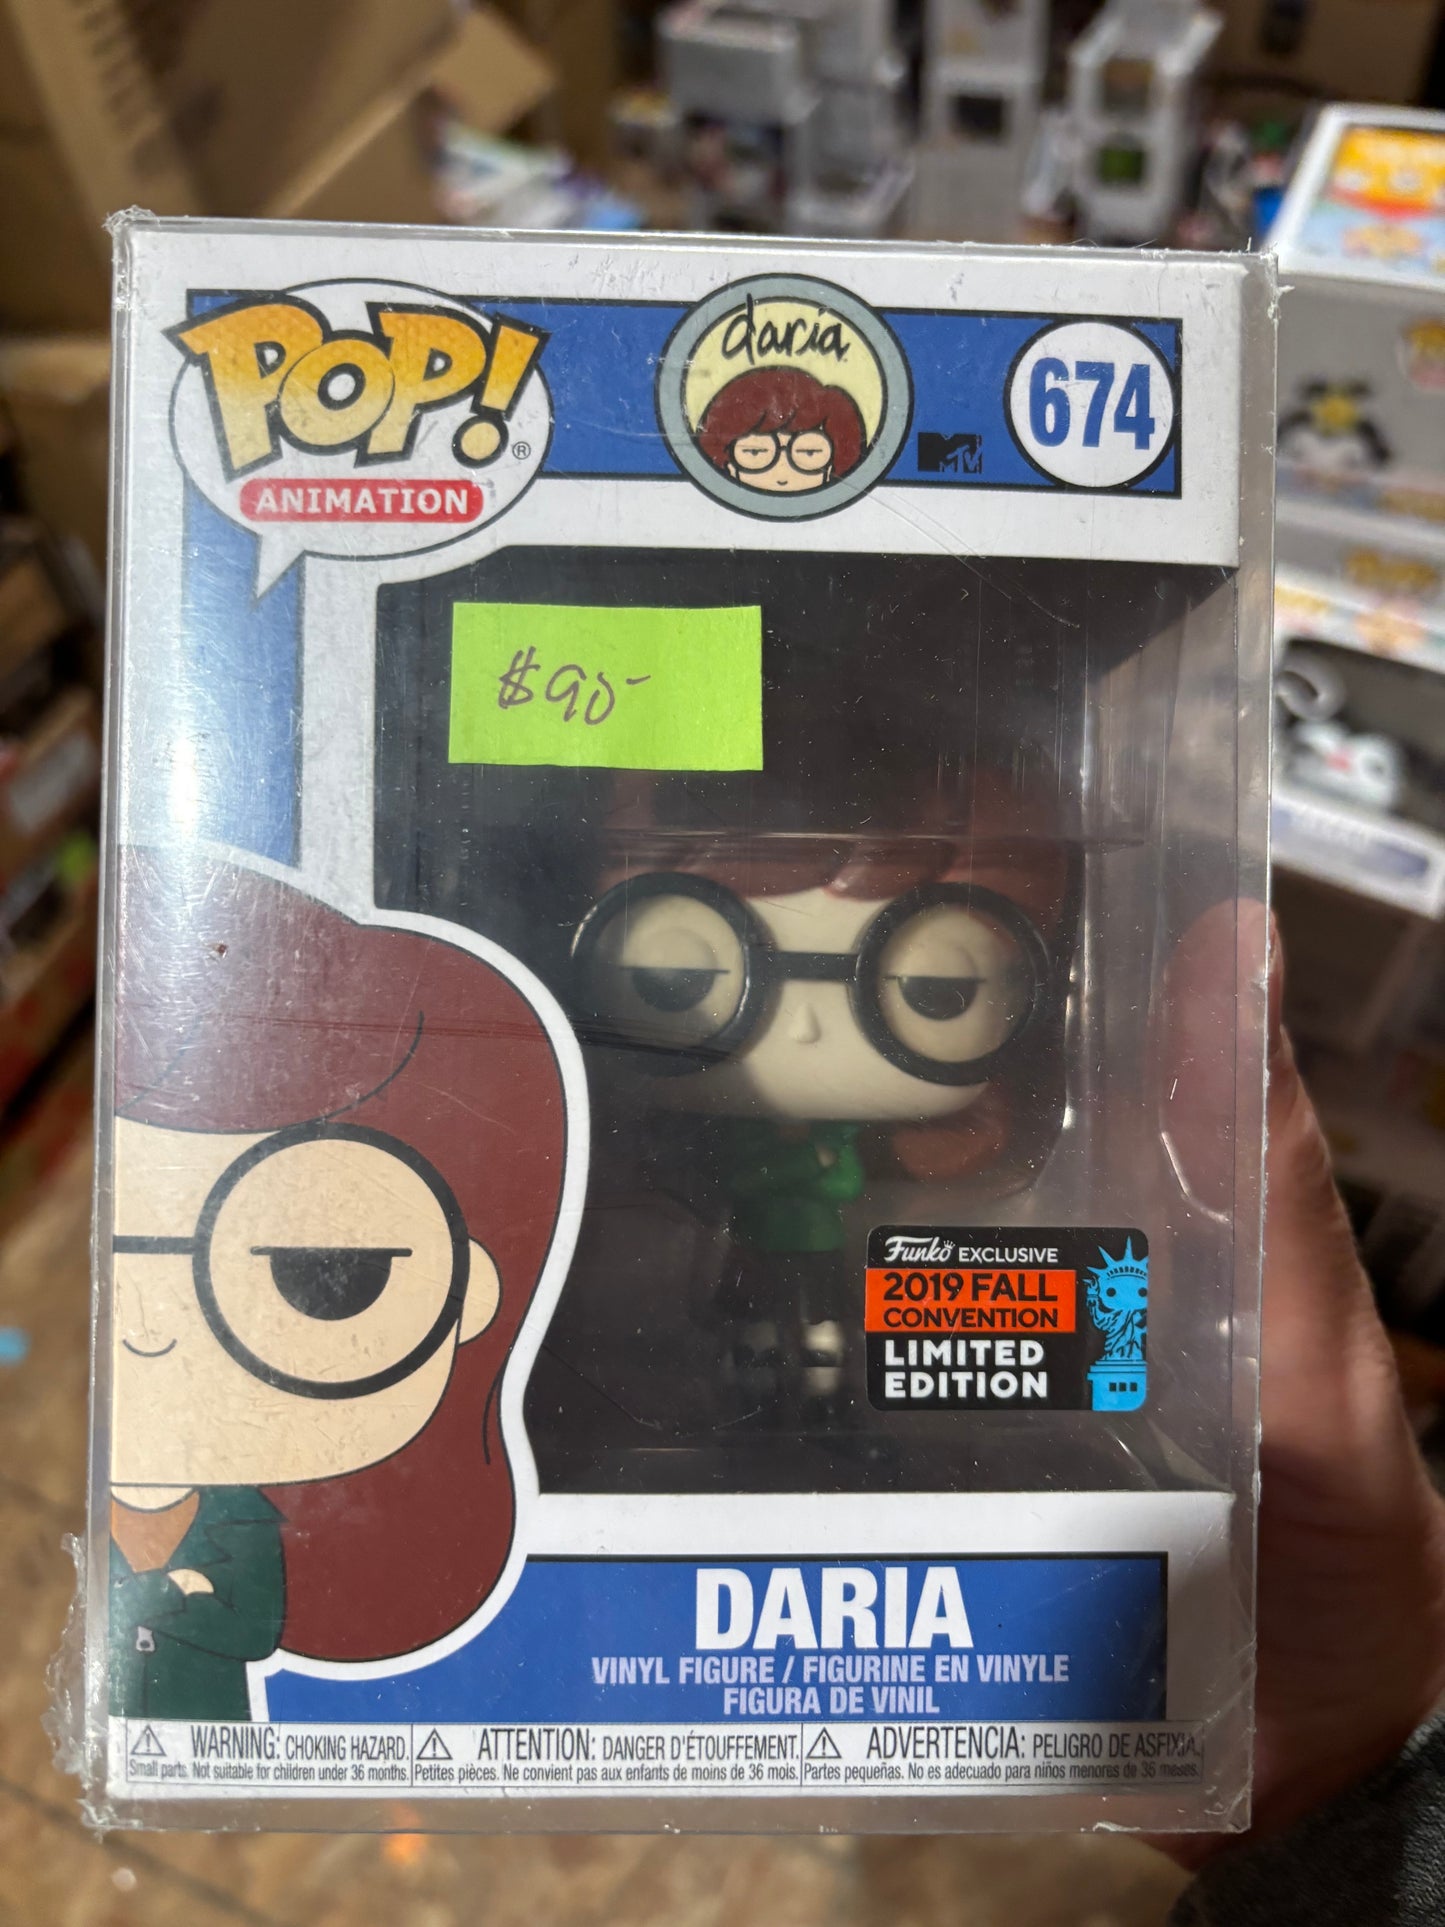 POP!®
ANIMATION
daria
MTV
674
$90-
Funko EXCLUSIVE
2019 FALL
CONVENTION
LIMITED
EDITION
DARIA
VINYL FIGURE / FIGURINE EN VINYLE
FIGURA DE VINIL
WARNING: CHOKING HAZARD.
Small parts. Not suitable for children under 36 months.
ATTENTION: DANGER D'ÉTOUFFEMENT.
Petites pièces. Ne convient pas aux enfants de moins de 36 mois.
ADVERTENCIA: PELIGRO DE ASFIXIA.
Partes pequeñas. No es adecuado para niños menores de 36 meses.